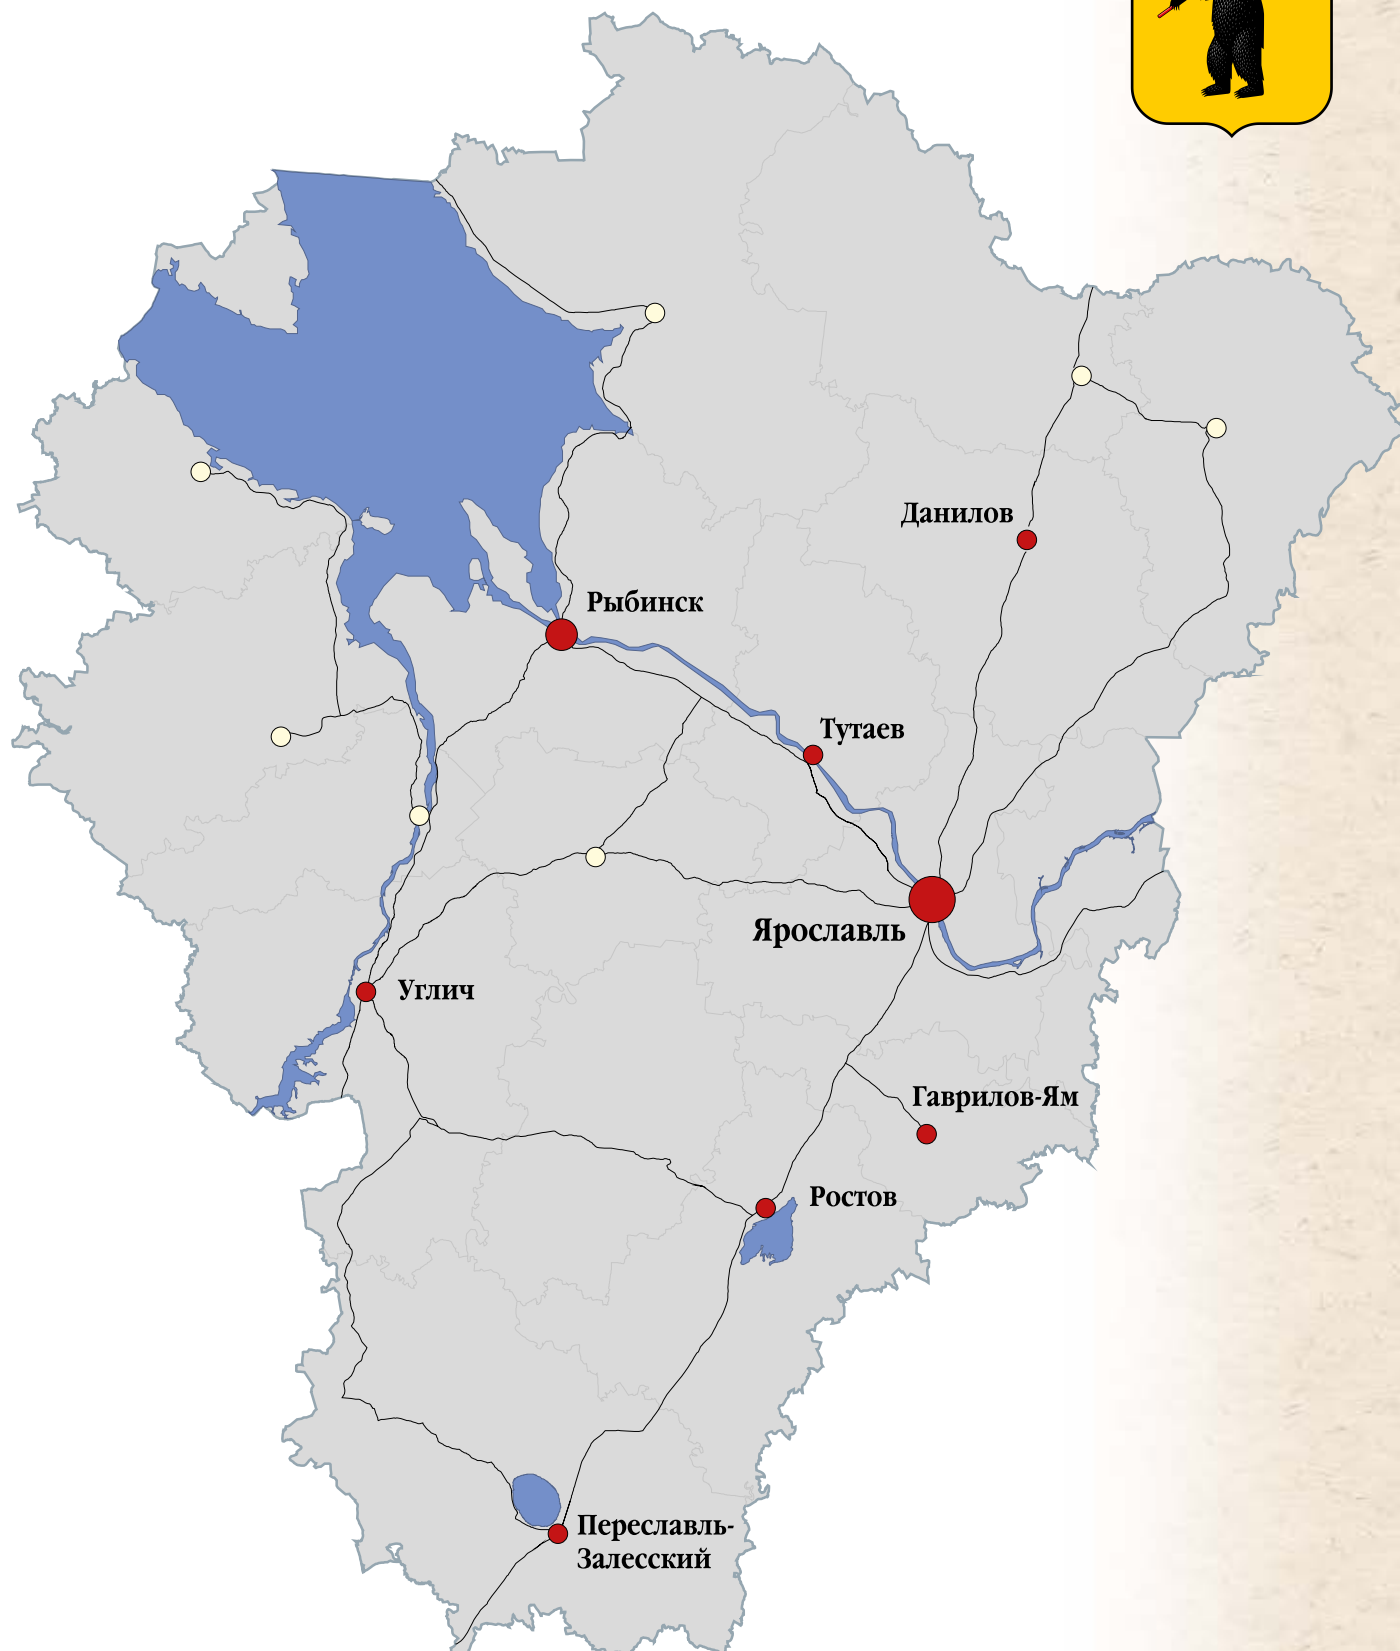 Данилов
Рыбинск
Тутаев
Ярославль
Углич
Гаврилов-Ям
Ростов
Переславль-
Залесский